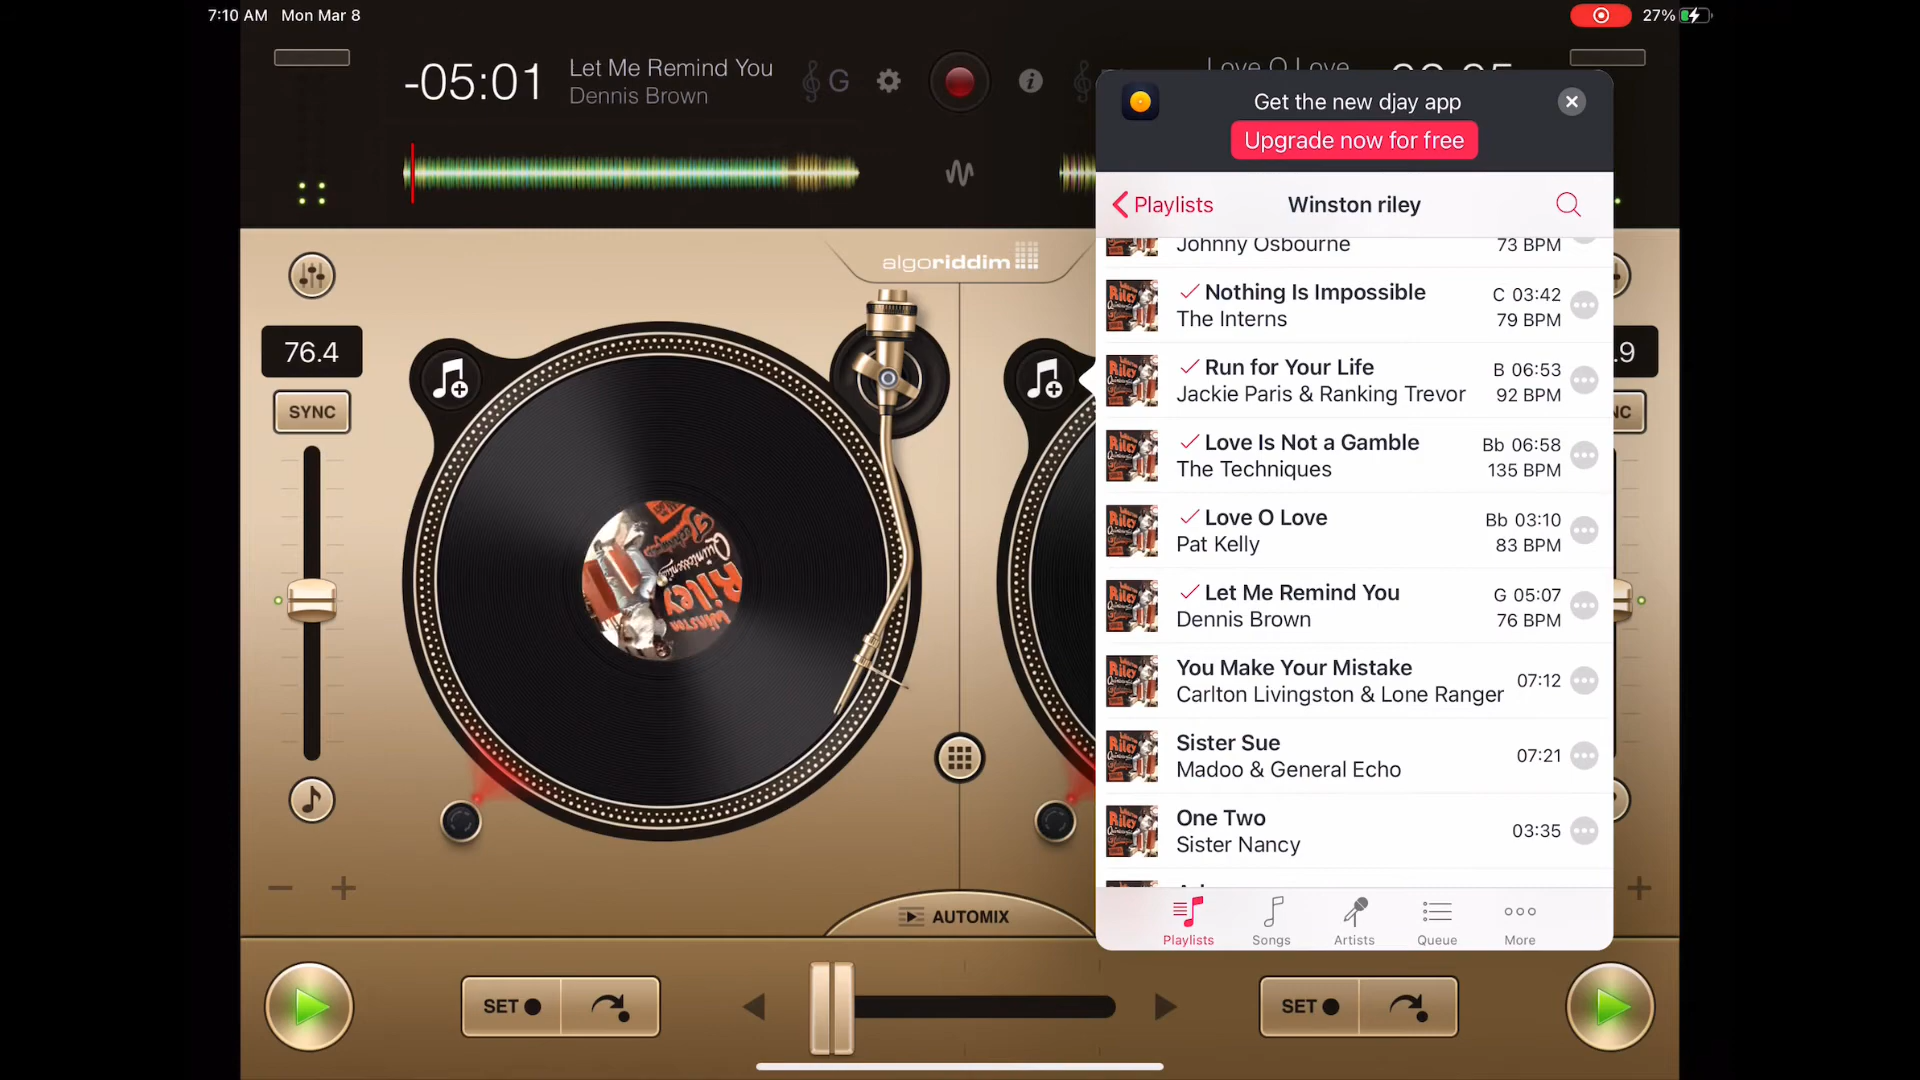 7:10 AM Mon Mar 8
27%
-05:01
Let Me Remind You
Dennis Brown
G
Love O Love
Get the new djay app
Upgrade now for free
Playlists
Winston riley
algoriddim
Johnny Osbourne
73 BPM
Nothing Is Impossible
C 03:42
The Interns
79 BPM
Run for Your Life
B 06:53
Jackie Paris & Ranking Trevor
92 BPM
Love Is Not a Gamble
Bb 06:58
The Techniques
135 BPM
Love O Love
Bb 03:10
Pat Kelly
83 BPM
Let Me Remind You
G 05:07
Dennis Brown
76 BPM
You Make Your Mistake
Carlton Livingston & Lone Ranger
07:12
Sister Sue
Madoo & General Echo
07:21
One Two
Sister Nancy
03:35
Playlists
Songs
Artists
Queue
More
76.4
SYNC
.9
NC
Riley
WINSTON
AUTOMIX
SET
SET